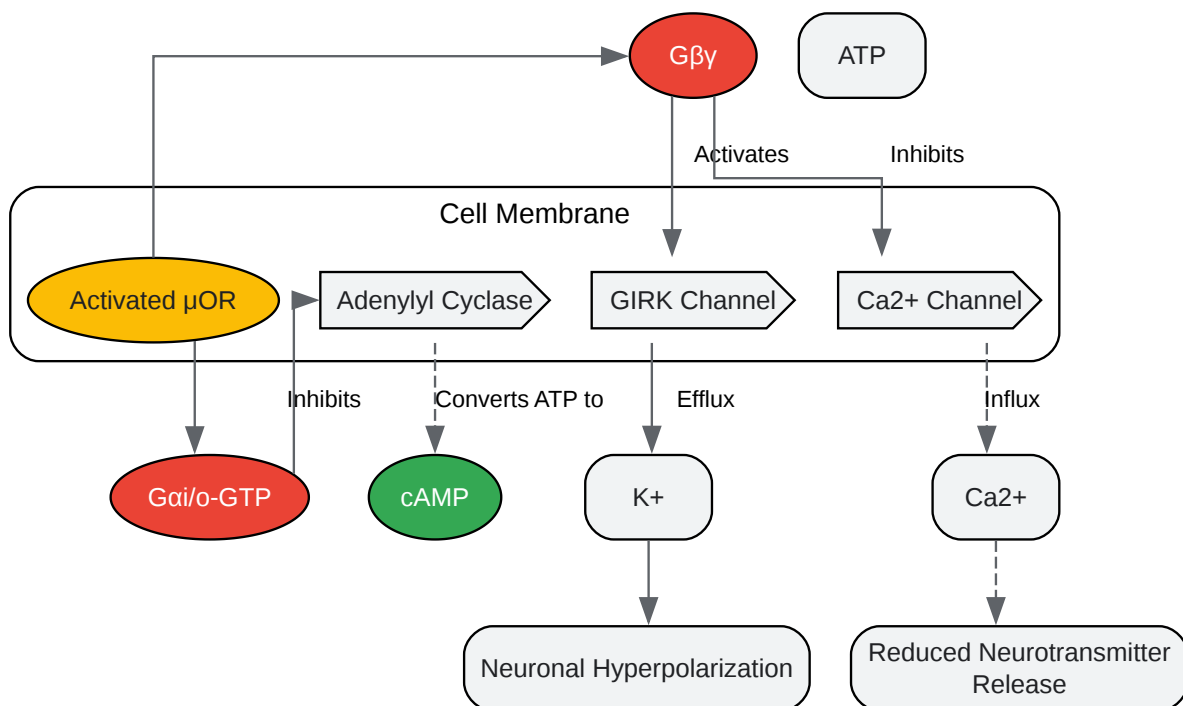 Gβγ
ATP
Activates
Inhibits
Cell Membrane
Activated μOR
Adenylyl Cyclase
GIRK Channel
Ca2+ Channel
Inhibits
Converts ATP to
Efflux
Influx
Gαi/o-GTP
cAMP
K+
Ca2+
Neuronal Hyperpolarization
Reduced Neurotransmitter
Release